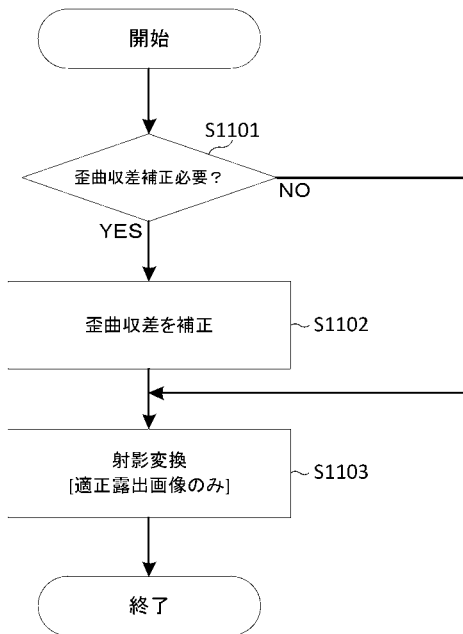 開始
S1101
歪曲収差補正必要？
NO
YES
歪曲収差を補正
S1102
射影変換
[適正露出画像のみ]
S1103
終了